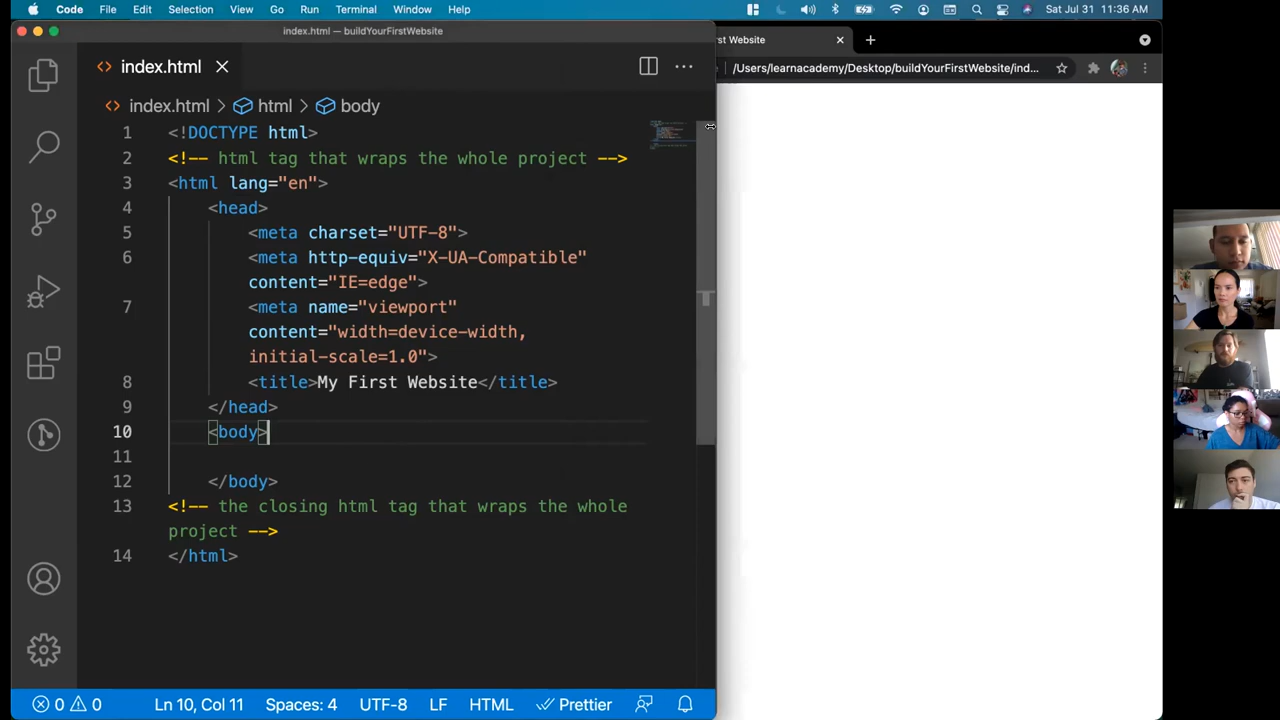 Code File Edit Selection View Go Run Terminal Window Help Sat Jul 31 11:36 AM
index.html — buildYourFirstWebsite
index.html
rst Website
/Users/learnacademy/Desktop/buildYourFirstWebsite/ind...
index.html > html > body
1 <!DOCTYPE html>
2 <!-- html tag that wraps the whole project -->
3 <html lang="en">
4 <head>
5 <meta charset="UTF-8">
6 <meta http-equiv="X-UA-Compatible"
content="IE=edge">
7 <meta name="viewport"
content="width=device-width,
initial-scale=1.0">
8 <title>My First Website</title>
9 </head>
10 <body>
11
12 </body>
13 <!-- the closing html tag that wraps the whole
project -->
14 </html>
0 0 Ln 10, Col 11 Spaces: 4 UTF-8 LF HTML Prettier